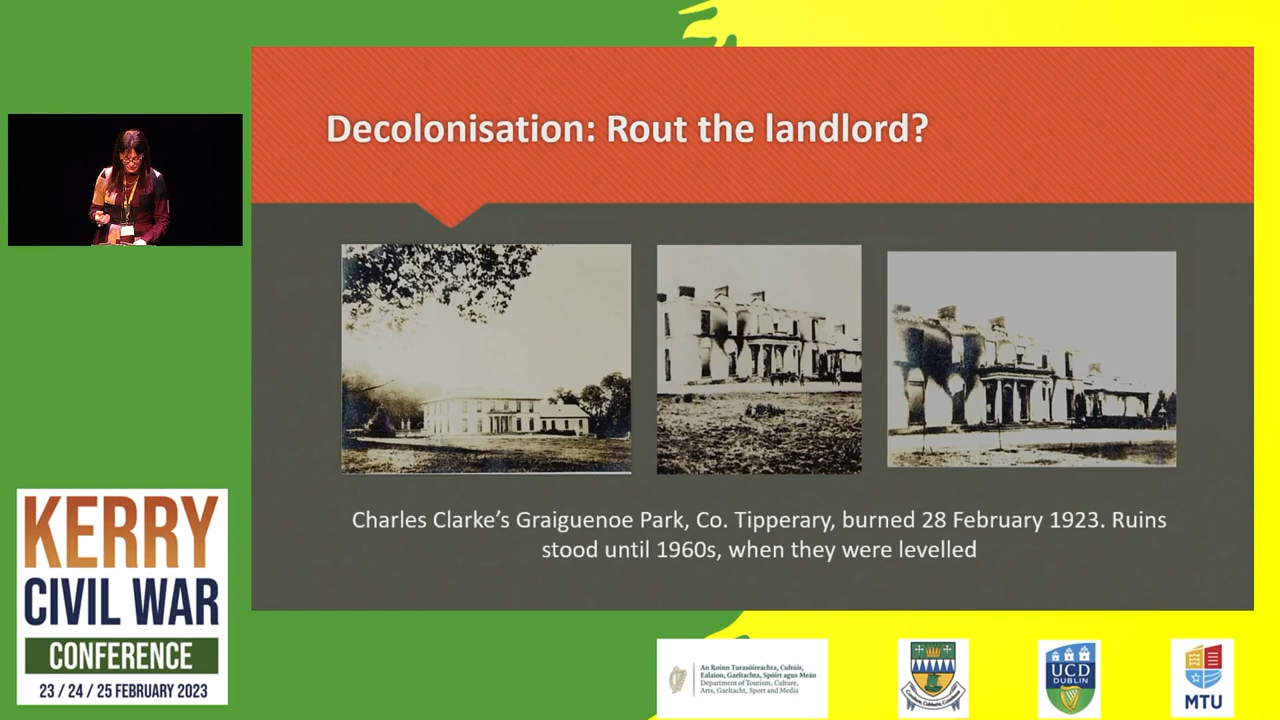 Decolonisation: Rout the landlord?
Charles Clarke's Graiguenoe Park, Co. Tipperary, burned 28 February 1923. Ruins
stood until 1960s, when they were levelled
KERRY
CIVIL WAR
CONFERENCE
23 / 24 / 25 FEBRUARY 2023
An Roinn Turasóireachta, Cultúir,
Ealaíon, Gaeltachta, Spóirt agus Meán
Department of Tourism, Culture,
Arts, Gaeltacht, Sport and Media
UCD
DUBLIN
MTU